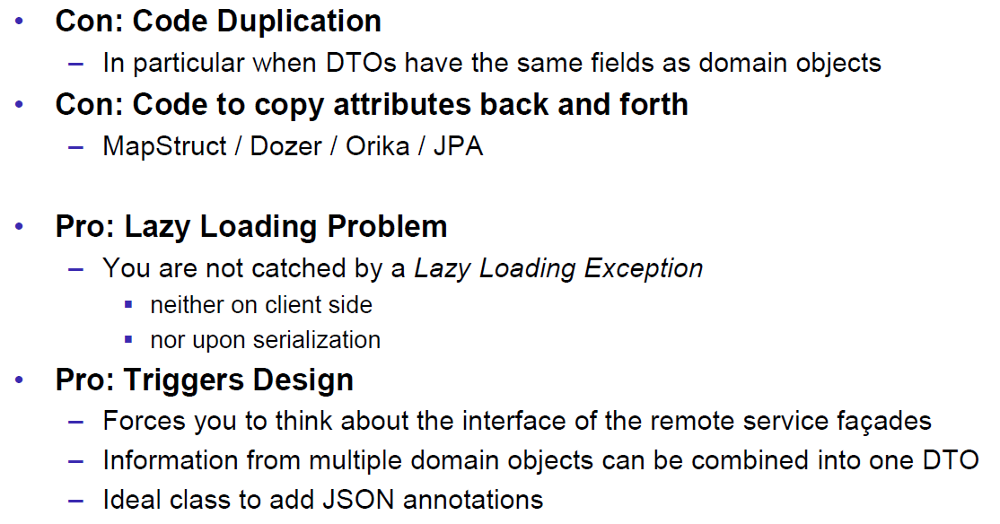 • Con: Code Duplication
– In particular when DTOs have the same fields as domain objects
• Con: Code to copy attributes back and forth
– MapStruct / Dozer / Orika / JPA
• Pro: Lazy Loading Problem
– You are not catched by a Lazy Loading Exception
▪ neither on client side
▪ nor upon serialization
• Pro: Triggers Design
– Forces you to think about the interface of the remote service façades
– Information from multiple domain objects can be combined into one DTO
– Ideal class to add JSON annotations